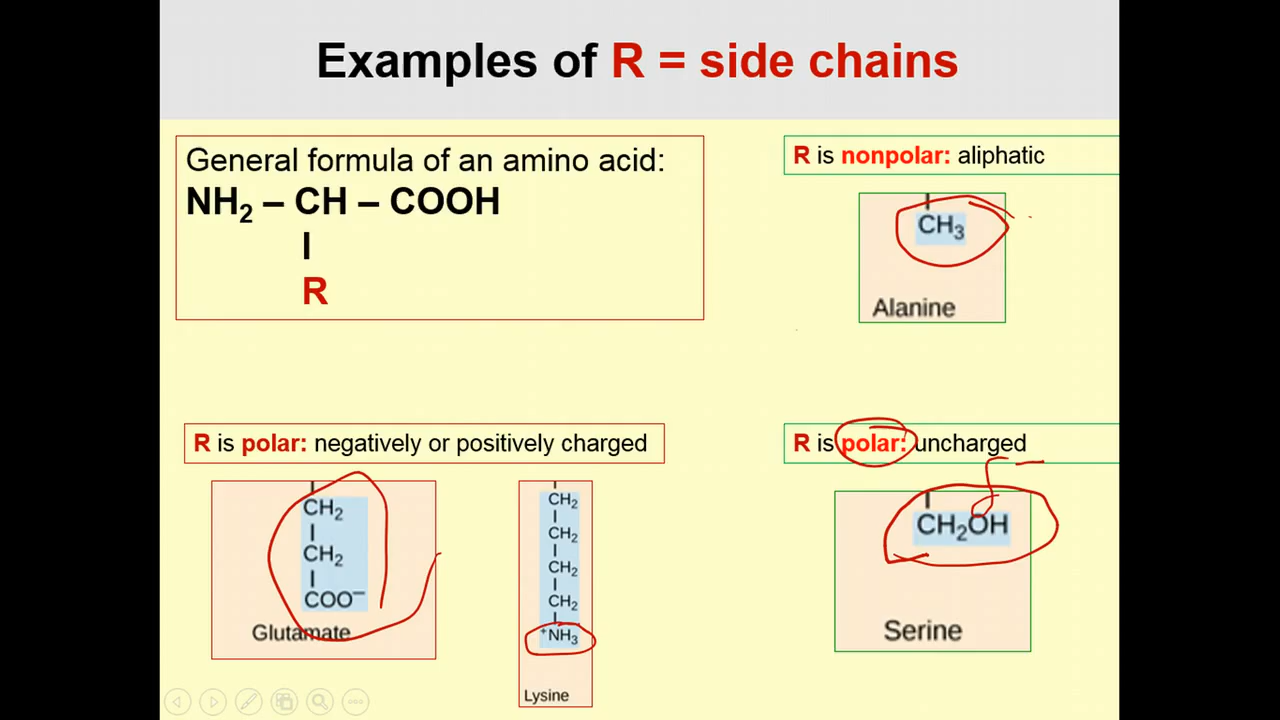 Examples of R = side chains
General formula of an amino acid:
NH₂ – CH – COOH
I
R
R is nonpolar: aliphatic
CH₃
Alanine
R is polar: negatively or positively charged
CH₂
I
CH₂
I
COO⁻
Glutamate
CH₂
I
CH₂
I
CH₂
I
CH₂
I
⁺NH₃
Lysine
R is polar: uncharged
δ –
CH₂OH
Serine